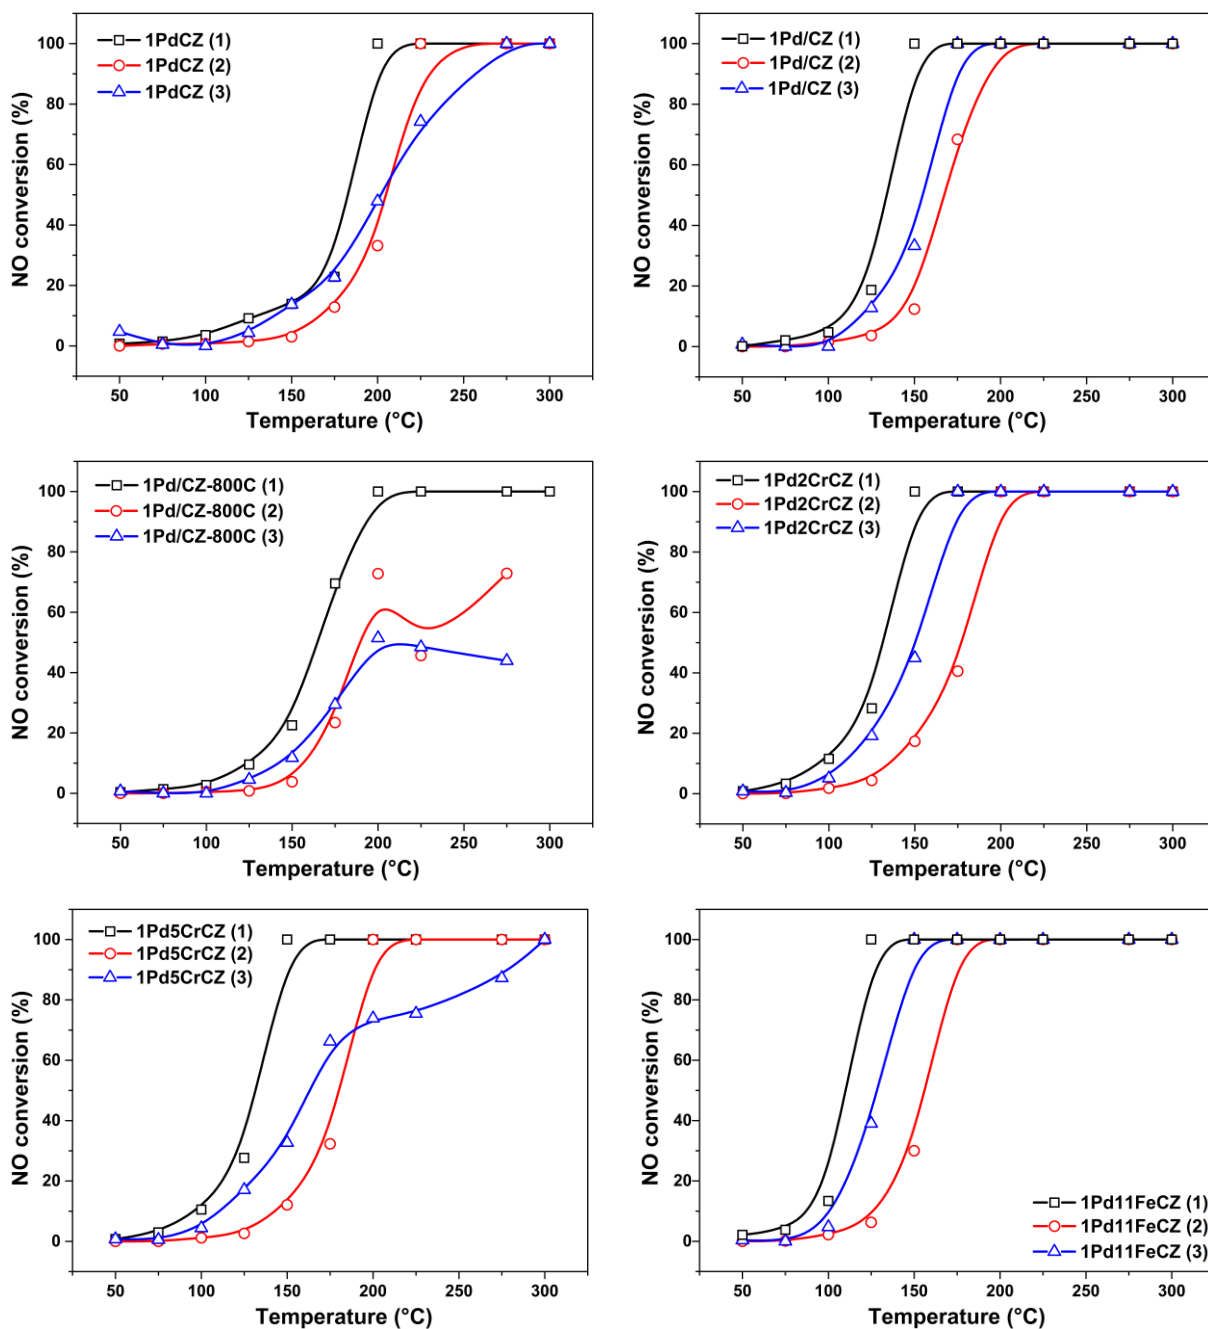 NO conversion (%)
100
80
60
40
20
0
1PdCZ (1)
1PdCZ (2)
1PdCZ (3)
50 100 150 200 250 300
Temperature (°C)
NO conversion (%)
100
80
60
40
20
0
1Pd/CZ (1)
1Pd/CZ (2)
1Pd/CZ (3)
50 100 150 200 250 300
Temperature (°C)
NO conversion (%)
100
80
60
40
20
0
1Pd/CZ-800C (1)
1Pd/CZ-800C (2)
1Pd/CZ-800C (3)
50 100 150 200 250 300
Temperature (°C)
NO conversion (%)
100
80
60
40
20
0
1Pd2CrCZ (1)
1Pd2CrCZ (2)
1Pd2CrCZ (3)
50 100 150 200 250 300
Temperature (°C)
NO conversion (%)
100
80
60
40
20
0
1Pd5CrCZ (1)
1Pd5CrCZ (2)
1Pd5CrCZ (3)
50 100 150 200 250 300
Temperature (°C)
NO conversion (%)
100
80
60
40
20
0
1Pd11FeCZ (1)
1Pd11FeCZ (2)
1Pd11FeCZ (3)
50 100 150 200 250 300
Temperature (°C)